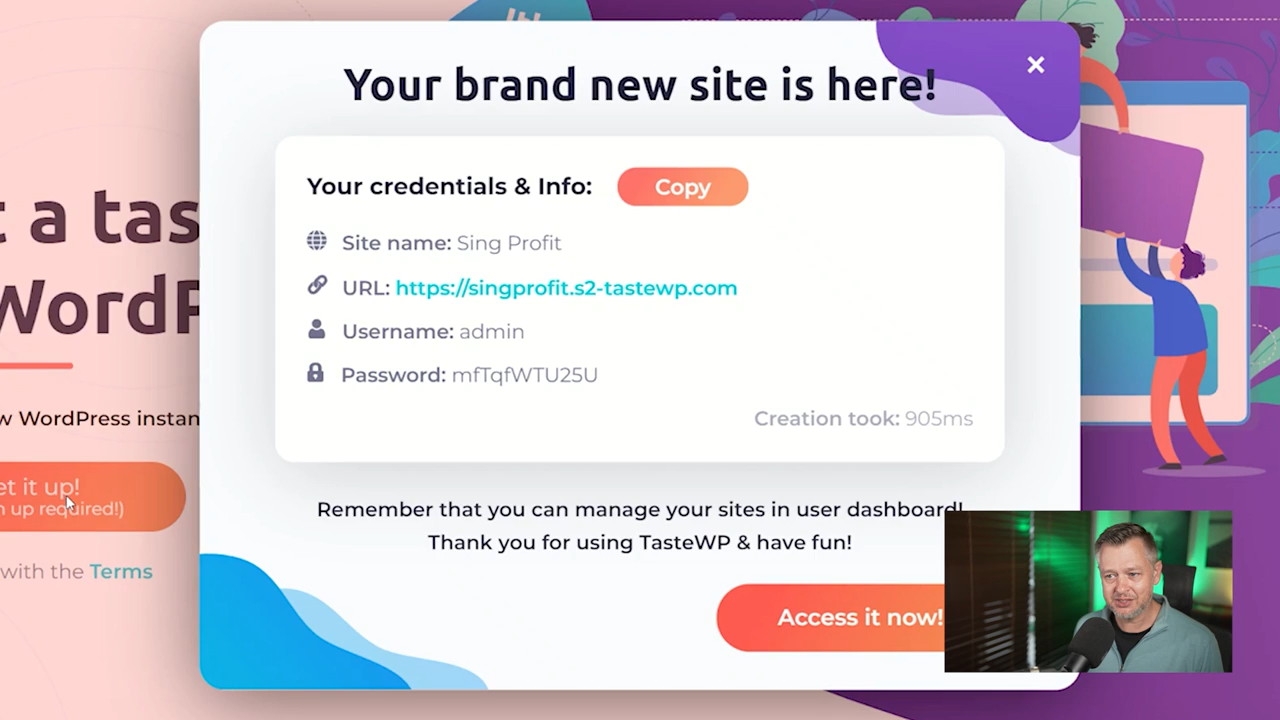 Your brand new site is here!
Your credentials & Info: Copy
Site name: Sing Profit
URL: https://singprofit.s2-tastewp.com
Username: admin
Password: mfTqfWTU25U
Creation took: 905ms
Remember that you can manage your sites in user dashboard!
Thank you for using TasteWP & have fun!
Access it now!
t a tas
WordP
w WordPress instan
et it up!
n up required!)
with the Terms